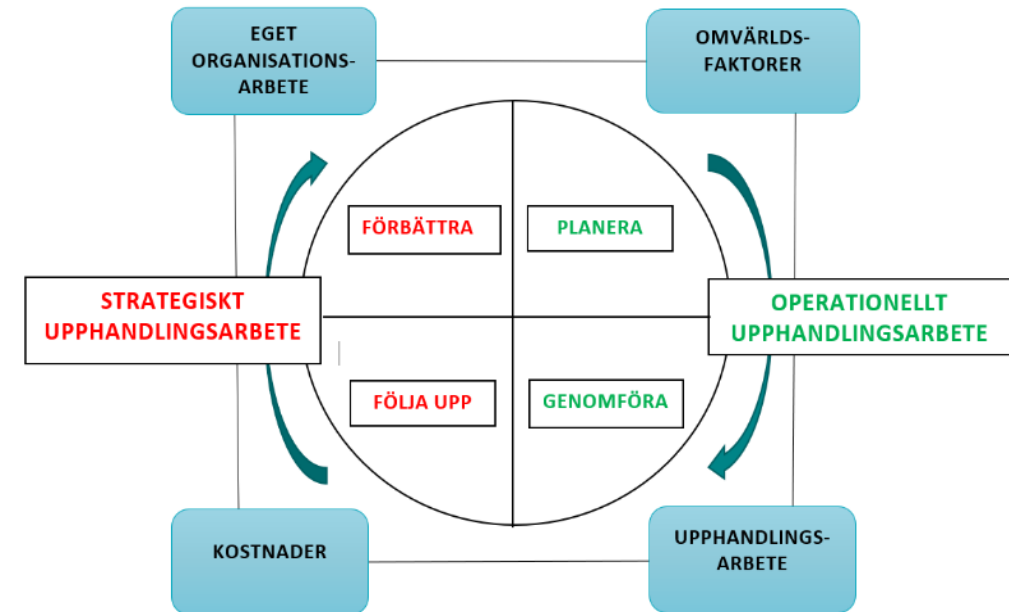 EGET
ORGANISATIONS-
ARBETE
OMVÄRLDS-
FAKTORER
FÖRBÄTTRA
PLANERA
STRATEGISKT
UPPHANDLINGSARBETE
OPERATIONELLT
UPPHANDLINGSARBETE
FÖLJA UPP
GENOMFÖRA
KOSTNADER
UPPHANDLINGS-
ARBETE